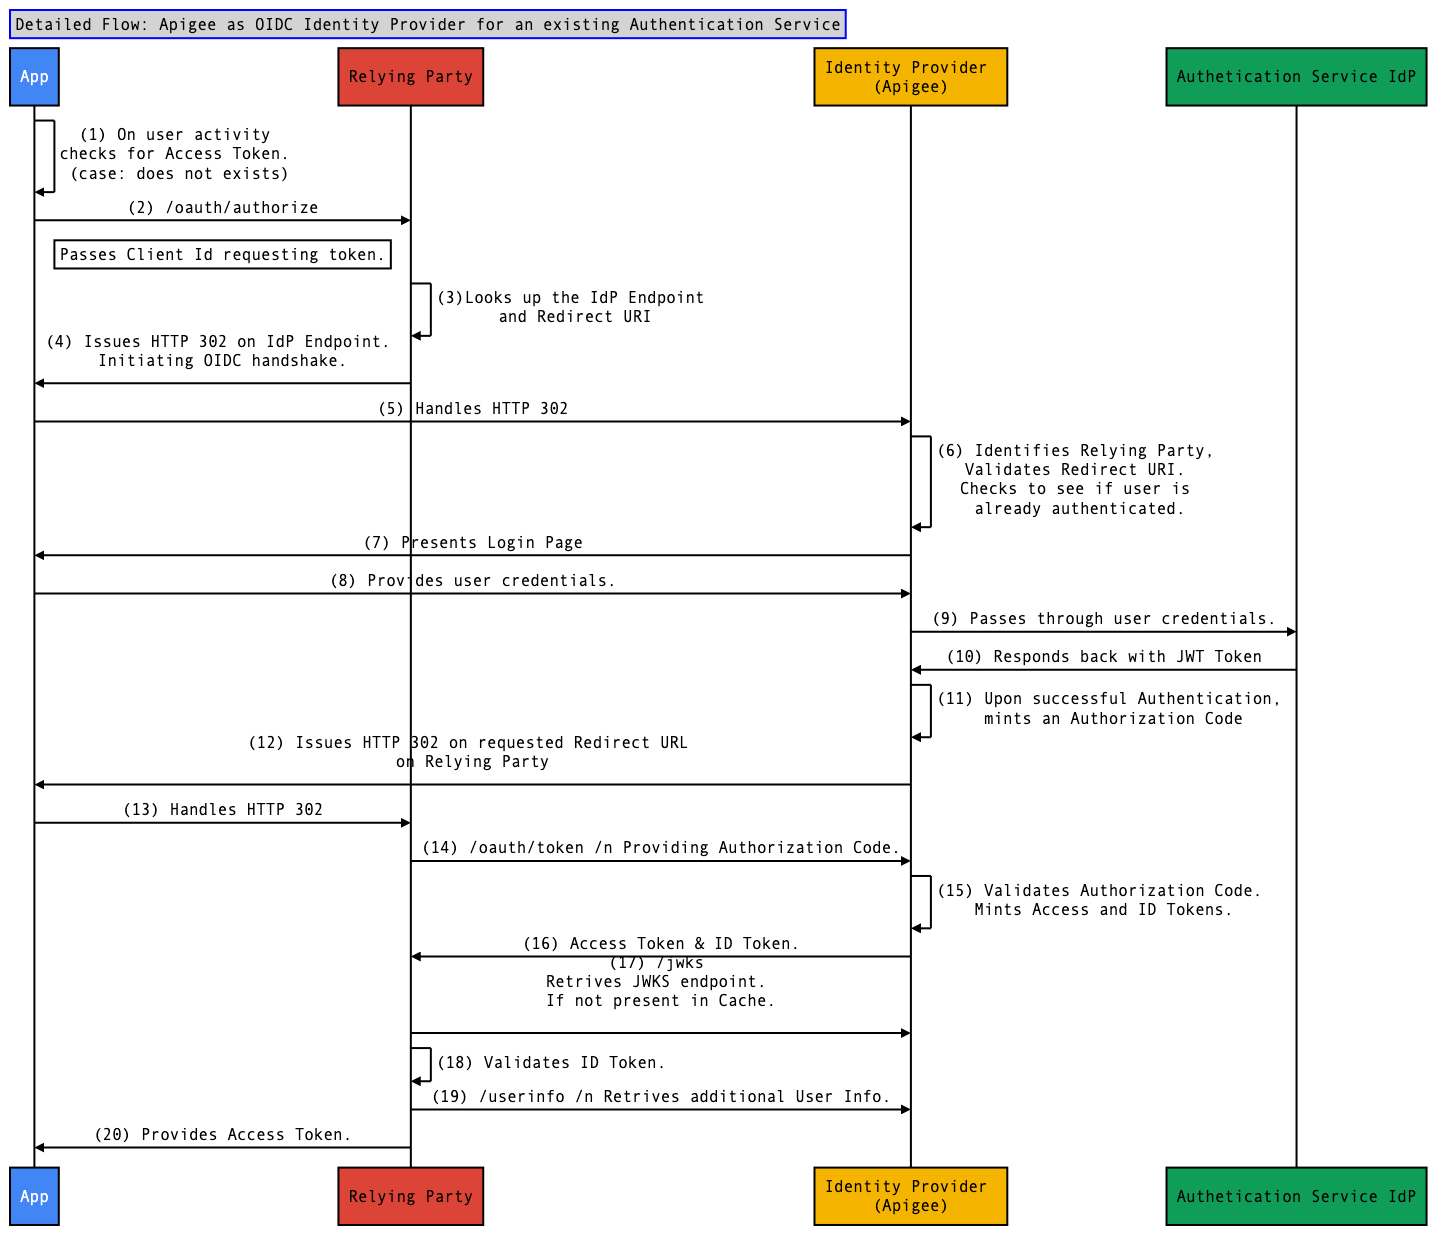 Detailed Flow: Apigee as OIDC Identity Provider for an existing Authentication Service
App
Relying Party
Identity Provider
(Apigee)
Authetication Service IdP
(1) On user activity
checks for Access Token.
(case: does not exists)
(2) /oauth/authorize
Passes Client Id requesting token.
(3)Looks up the IdP Endpoint
and Redirect URI
(4) Issues HTTP 302 on IdP Endpoint.
Initiating OIDC handshake.
(5) Handles HTTP 302
(6) Identifies Relying Party,
Validates Redirect URI.
Checks to see if user is
already authenticated.
(7) Presents Login Page
(8) Provides user credentials.
(9) Passes through user credentials.
(10) Responds back with JWT Token
(11) Upon successful Authentication,
mints an Authorization Code
(12) Issues HTTP 302 on requested Redirect URL
on Relying Party
(13) Handles HTTP 302
(14) /oauth/token /n Providing Authorization Code.
(15) Validates Authorization Code.
Mints Access and ID Tokens.
(16) Access Token & ID Token.
(17) /jwks
Retrives JWKS endpoint.
If not present in Cache.
(18) Validates ID Token.
(19) /userinfo /n Retrives additional User Info.
(20) Provides Access Token.
App
Relying Party
Identity Provider
(Apigee)
Authetication Service IdP